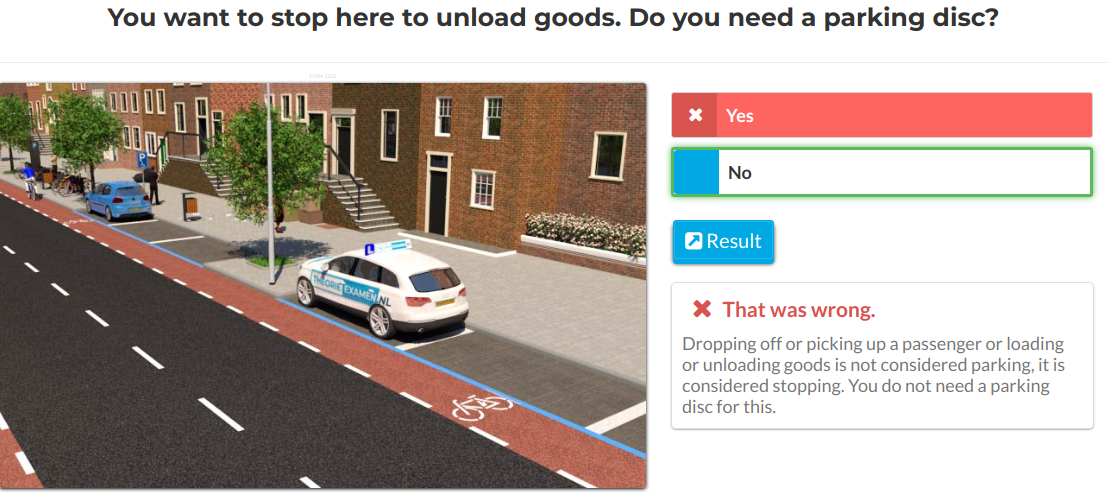 You want to stop here to unload goods. Do you need a parking disc?
Yes
No
Result
That was wrong.
Dropping off or picking up a passenger or loading
or unloading goods is not considered parking, it is
considered stopping. You do not need a parking
disc for this.
P
L
THEORIE EXAMEN.NL